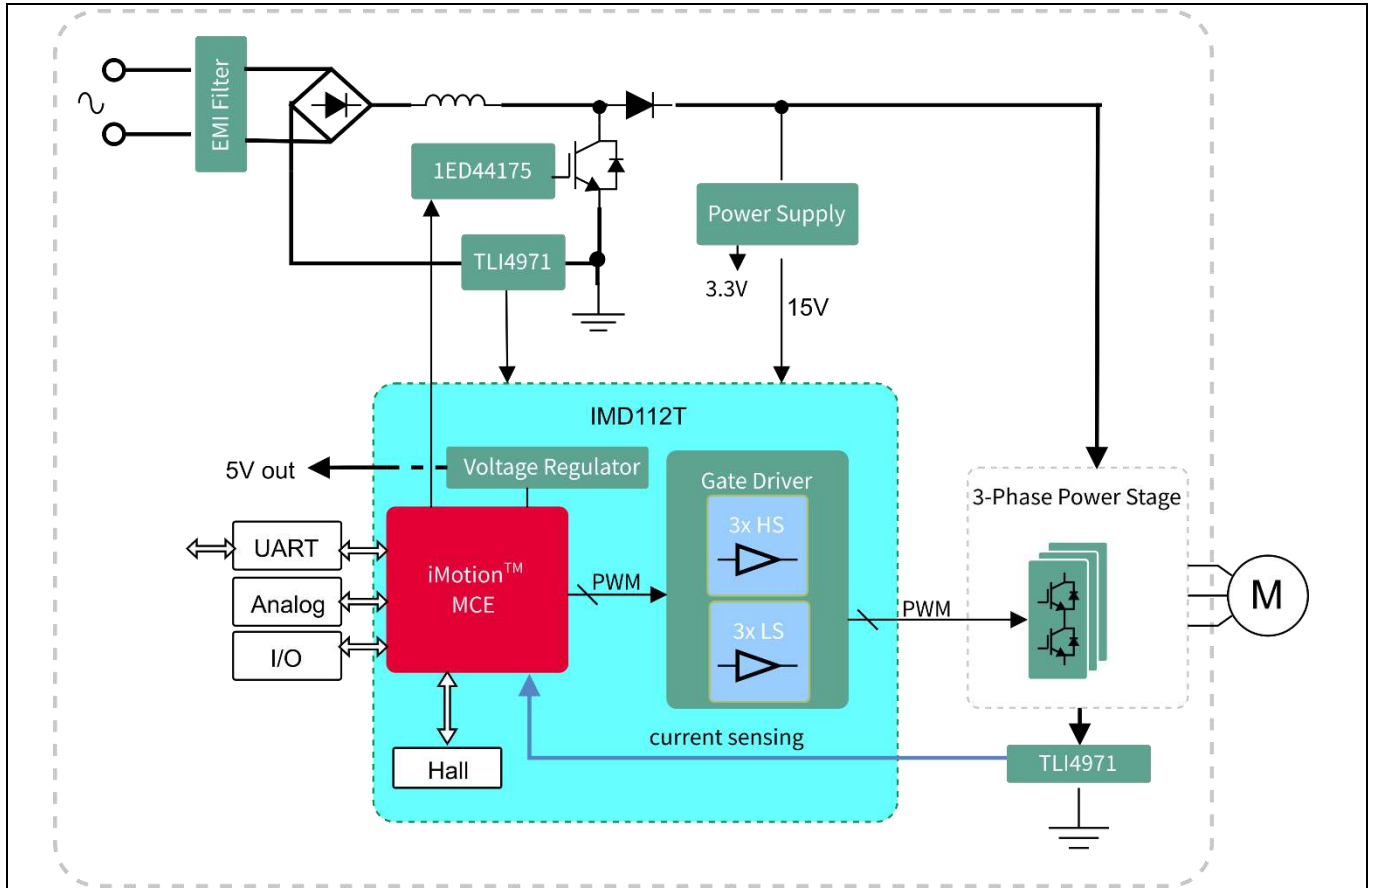 EMI Filter
1ED44175
TLI4971
Power Supply
3.3V
15V
IMD112T
5V out
Voltage Regulator
Gate Driver
3x HS
3x LS
UART
Analog
I/O
iMotion™
MCE
PWM
PWM
3-Phase Power Stage
M
current sensing
Hall
TLI4971